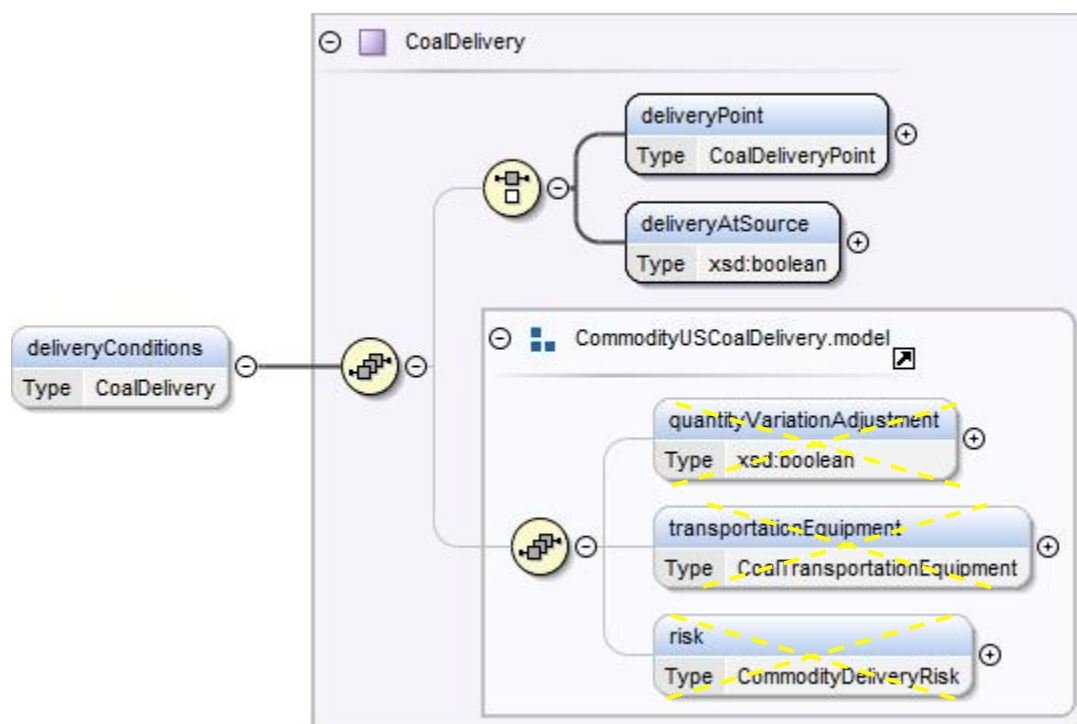 CoalDelivery
deliveryPoint
Type CoalDeliveryPoint
deliveryAtSource
Type xsd:boolean
deliveryConditions
Type CoalDelivery
CommodityUSCoalDelivery.model
quantityVariationAdjustment
Type xsd:boolean
transportationEquipment
Type CoalTransportationEquipment
risk
Type CommodityDeliveryRisk